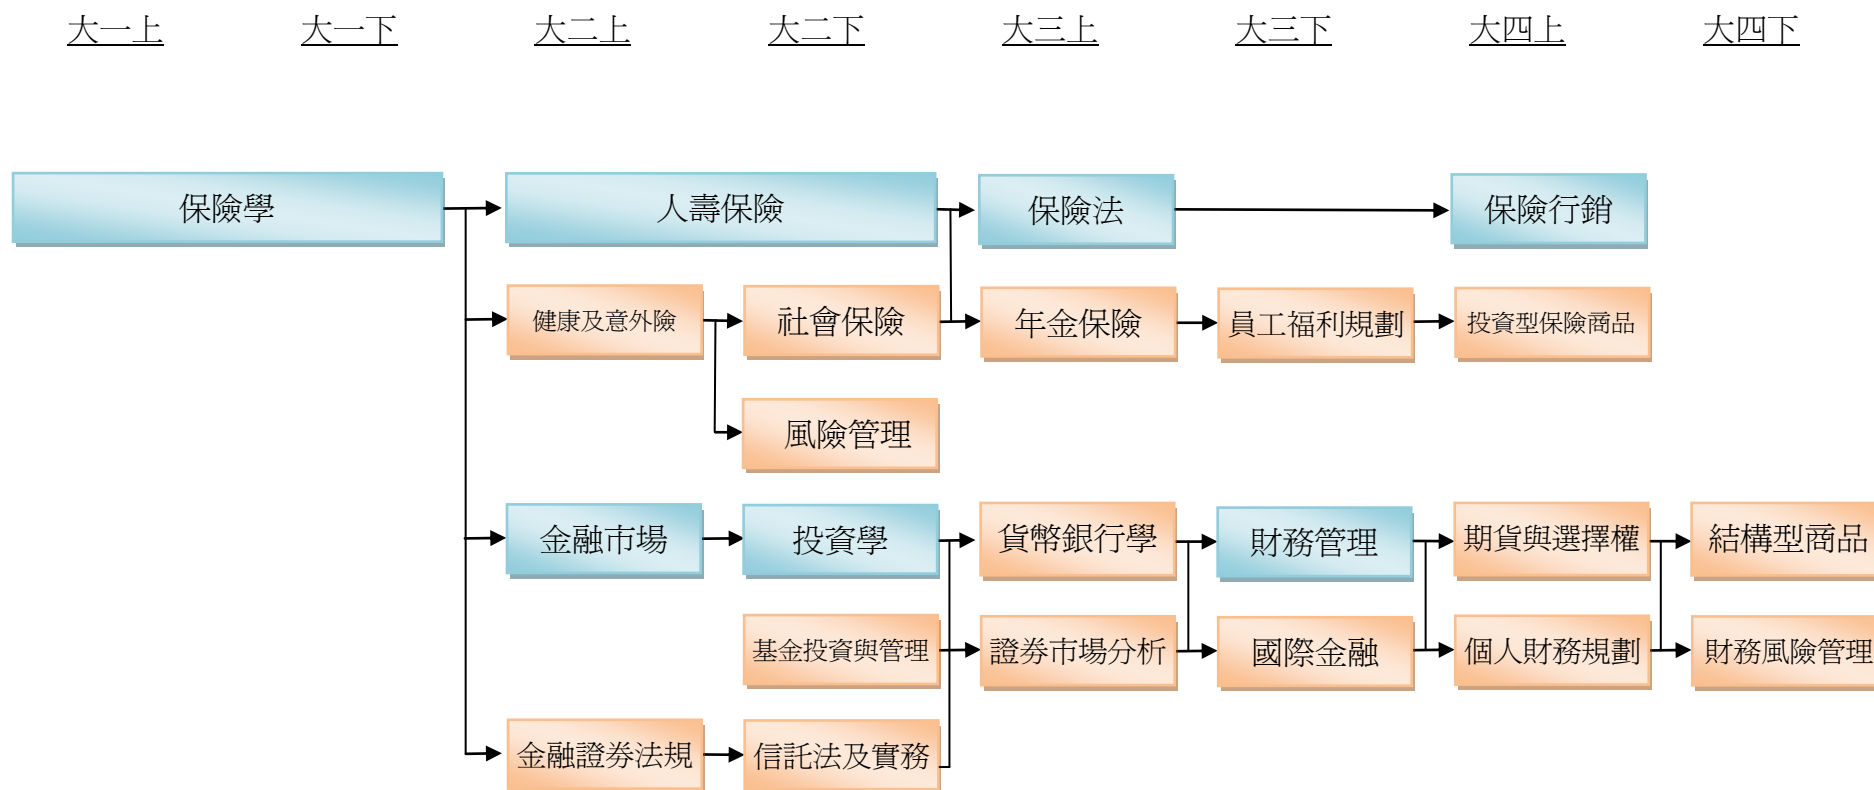 大一上 大一下 大二上 大二下 大三上 大三下 大四上 大四下
保險學 人壽保險 保險法 保險行銷
健康及意外險 社會保險 年金保險 員工福利規劃 投資型保險商品
風險管理
金融市場 投資學 貨幣銀行學 財務管理 期貨與選擇權 結構型商品
基金投資與管理 證券市場分析 國際金融 個人財務規劃 財務風險管理
金融證券法規 信託法及實務